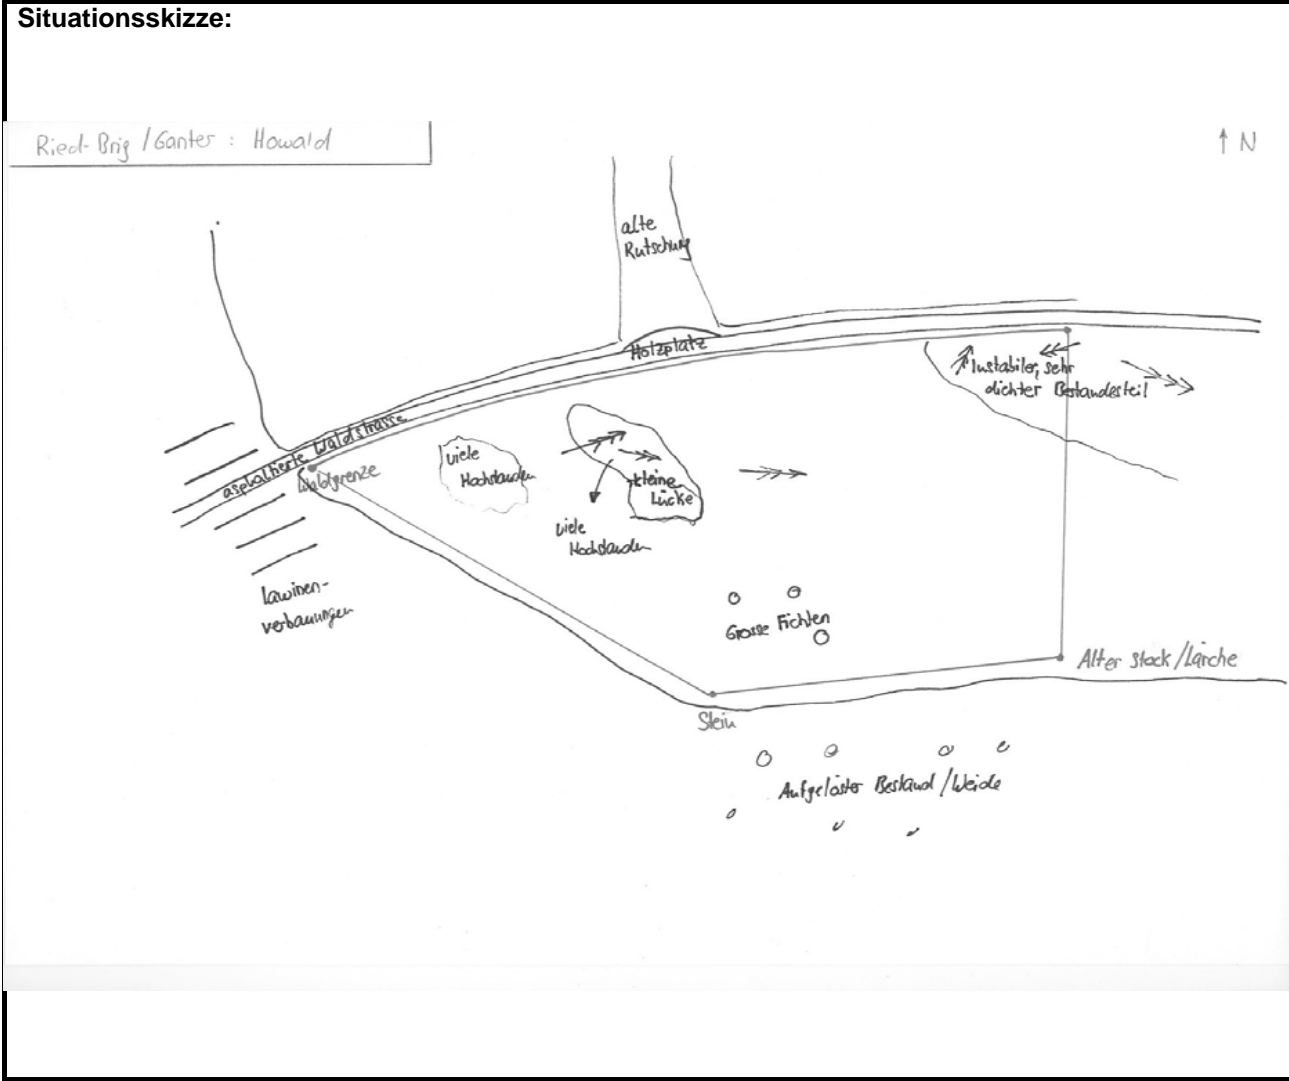 Situationsskizze:
Ried-Brig / Ganter : Howald
↑ N
alte
Rutschung
Holzplatz
Instabiler, sehr
dichter Bestandesteil
asphaltierte Waldstrasse
Waldgrenze
viele
Hochstauden
kleine
Lücke
viele
Hochstauden
Lawinen-
verbauungen
Grosse Fichten
Alter Stock / Lärche
Stein
Aufgelöster Bestand / Weide